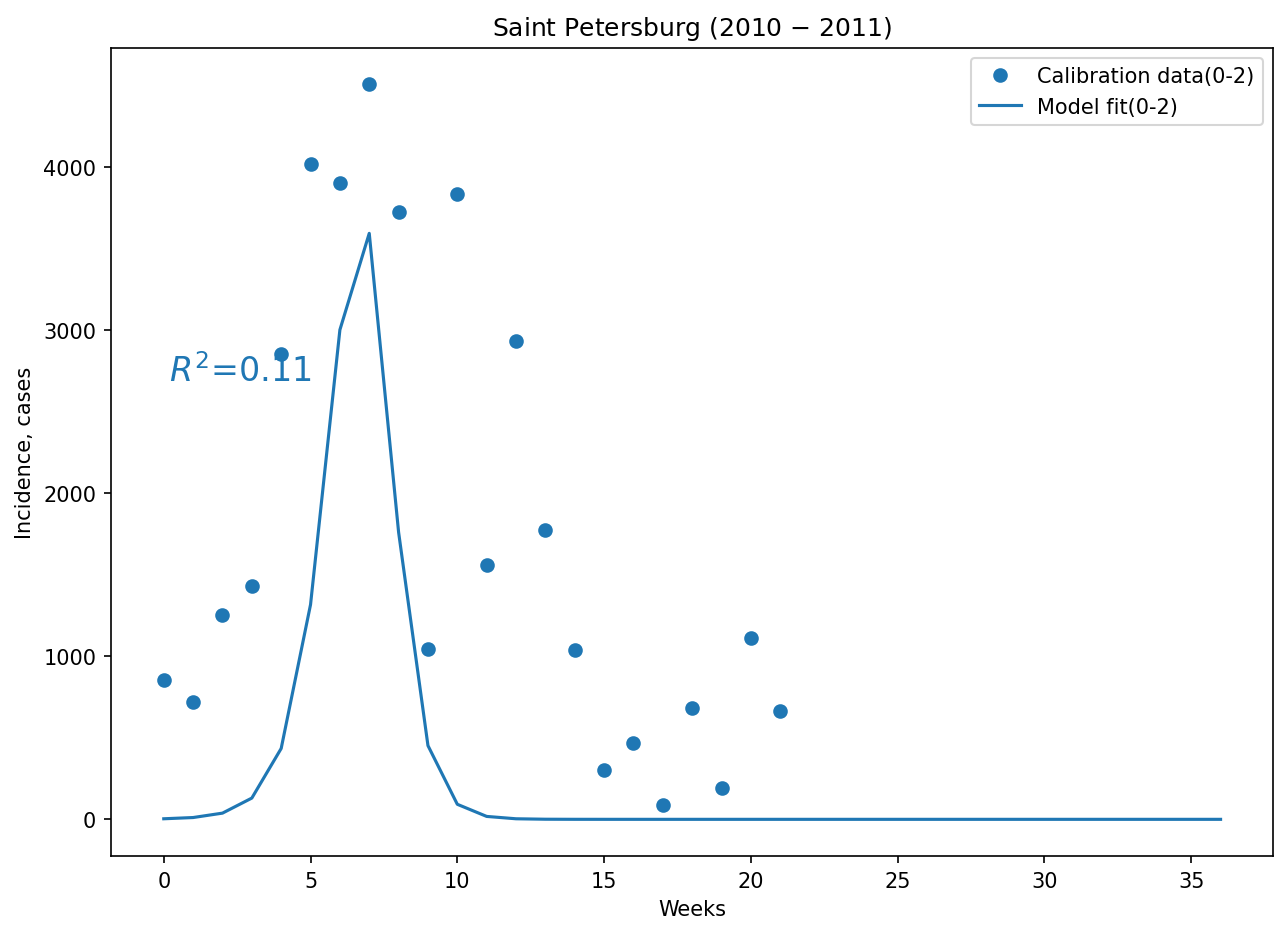 Saint Petersburg (2010 − 2011)
Calibration data(0-2)
Model fit(0-2)
R²=0.11
Incidence, cases
4000
3000
2000
1000
0
0 5 10 15 20 25 30 35
Weeks